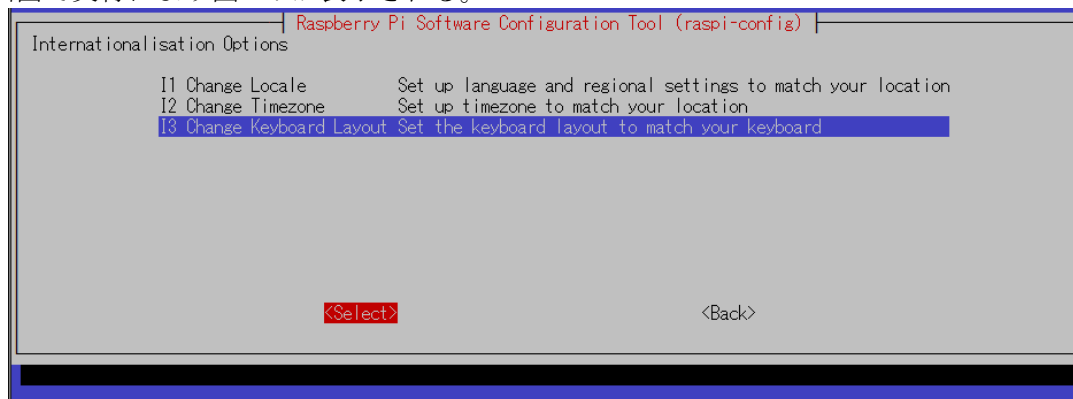 Raspberry Pi Software Configuration Tool (raspi-config)
Internationalisation Options
I1 Change Locale Set up language and regional settings to match your location
I2 Change Timezone Set up timezone to match your location
I3 Change Keyboard Layout Set the keyboard layout to match your keyboard
<Select> <Back>